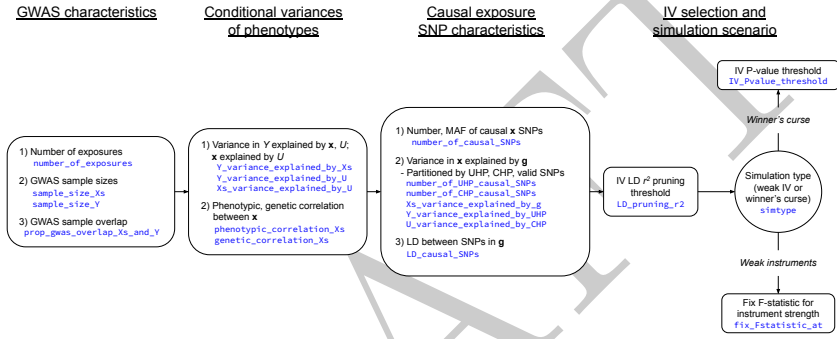 GWAS characteristics
Conditional variances
of phenotypes
Causal exposure
SNP characteristics
IV selection and
simulation scenario
1) Number of exposures
number_of_exposures
2) GWAS sample sizes
sample_size_Xs
sample_size_Y
3) GWAS sample overlap
prop_gwas_overlap_Xs_and_Y
1) Variance in Y explained by x, U;
x explained by U
Y_variance_explained_by_Xs
Y_variance_explained_by_U
Xs_variance_explained_by_U
2) Phenotypic, genetic correlation
between x
phenotypic_correlation_Xs
genetic_correlation_Xs
1) Number, MAF of causal x SNPs
number_of_causal_SNPs
2) Variance in x explained by g
- Partitioned by UHP, CHP, valid SNPs
number_of_UHP_causal_SNPs
number_of_CHP_causal_SNPs
Xs_variance_explained_by_g
Y_variance_explained_by_UHP
U_variance_explained_by_CHP
3) LD between SNPs in g
LD_causal_SNPs
IV LD r² pruning
threshold
LD_pruning_r2
IV P-value threshold
IV_Pvalue_threshold
Winner's curse
Simulation type
(weak IV or
winner's curse)
simtype
Weak instruments
Fix F-statistic for
instrument strength
fix_Fstatistic_at
AFT